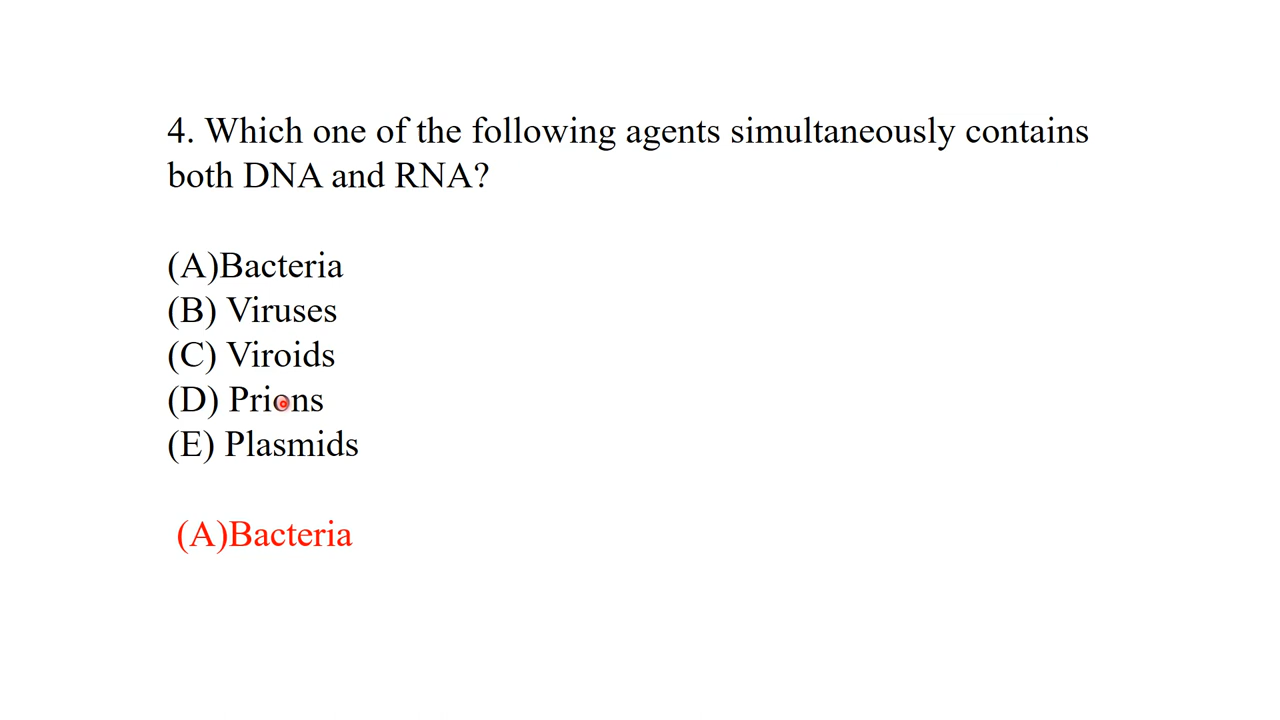 4. Which one of the following agents simultaneously contains
both DNA and RNA?
(A)Bacteria
(B) Viruses
(C) Viroids
(D) Prions
(E) Plasmids
(A)Bacteria